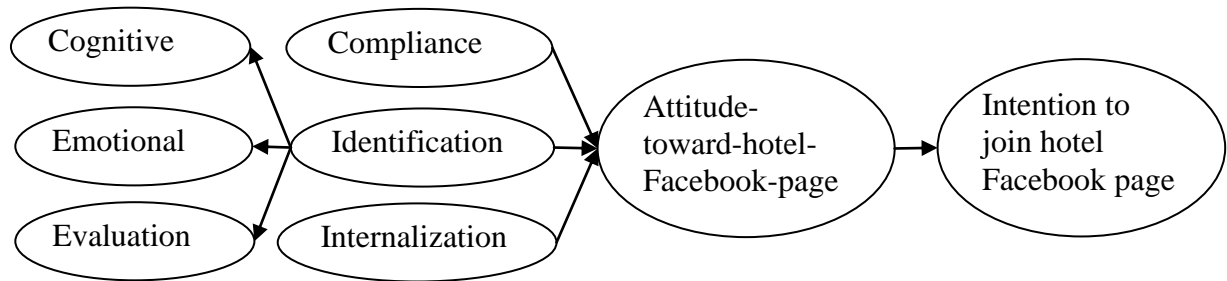 Cognitive
Emotional
Evaluation
Compliance
Identification
Internalization
Attitude-
toward-hotel-
Facebook-page
Intention to
join hotel
Facebook page